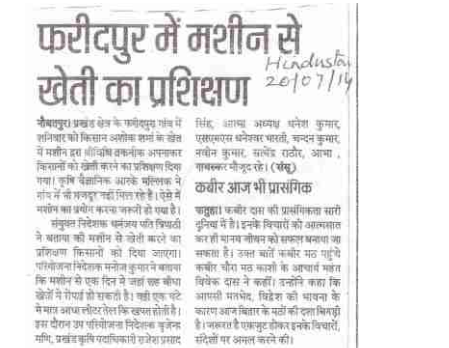 फरीदपुर में मशीन से
खेती का प्रशिक्षण
Hindustan
20/07/14
नौबतपुर। प्रखंड क्षेत्र के फरीदपुरा गांव में
शनिवार को किसान अशोक शर्मा के खेत
में मशीन द्वारा श्रीविधि तकनीक अपनाकर
किसानों को खेती करने का प्रशिक्षण दिया
गया। कृषि वैज्ञानिक आरके मल्लिक ने
गांव में भी मजदूर नहीं मिल रहे है। ऐसे में
मशीन का प्रयोग करना जरूरी हो गया है।
संयुक्त निदेशक धनंजय पति त्रिपाठी
ने बताया की मशीन से खेती करने का
प्रशिक्षण किसानों को दिया जाएगा।
परियोजना निदेशक मनोज कुमार ने बताया
कि मशीन से एक दिन में जहां छह बीघा
खेतों में रोपाई हो सकती है। वहीं एक घंटे
में मात्र आधा लीटर तेल कि खपत होती है।
इस दौरान उप परियोजना निदेशक बृजेन्द्र
मणि, प्रखंड कृषि पदाधिकारी राजेश प्रसाद
सिंह, आत्मा अध्यक्ष धनेश कुमार,
एसएमएस धनेश्वर भारती, चन्दन कुमार,
नवीन कुमार, सत्येंद्र राठौर, आभा ,
मौजूद रहे। (संसू)
कबीर आज भी प्रासंगिक
फतुहा। कबीर दास की प्रासंगिकता सारी
दुनिया में है। इनके विचारों को आत्मसात
कर ही मानव जीवन को सफल बनाया जा
सकता है। उक्त बातें कबीर मठ पहुंचे
कबीर चौरा मठ काशी के आचार्य महंत
विवेक दास ने कहीं। उन्होंने कहा कि
आपसी मतभेद, विद्वेश की भावना के
कारण आज बिहार के मठों की दशा बिगड़ी
है। जरूरत है एकजुट होकर इनके विचारों,
संदेशों पर अमल करने की।